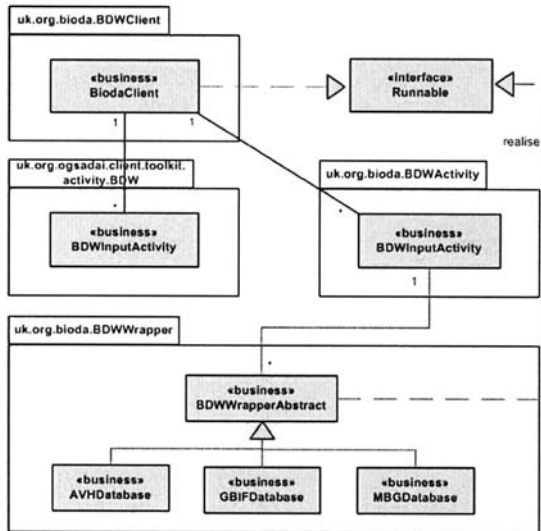 uk.org.bioda.BDWClient
«business»
BiodaClient
«interface»
Runnable
1
1
realise
uk.org.ogsadai.client.toolkit.
activity.BDW
uk.org.bioda.BDWActivity
*
*
«business»
BDWInputActivity
«business»
BDWInputActivity
1
uk.org.bioda.BDWWrapper
*
«business»
BDWWrapperAbstract
«business»
AVHDatabase
«business»
GBIFDatabase
«business»
MBGDatabase